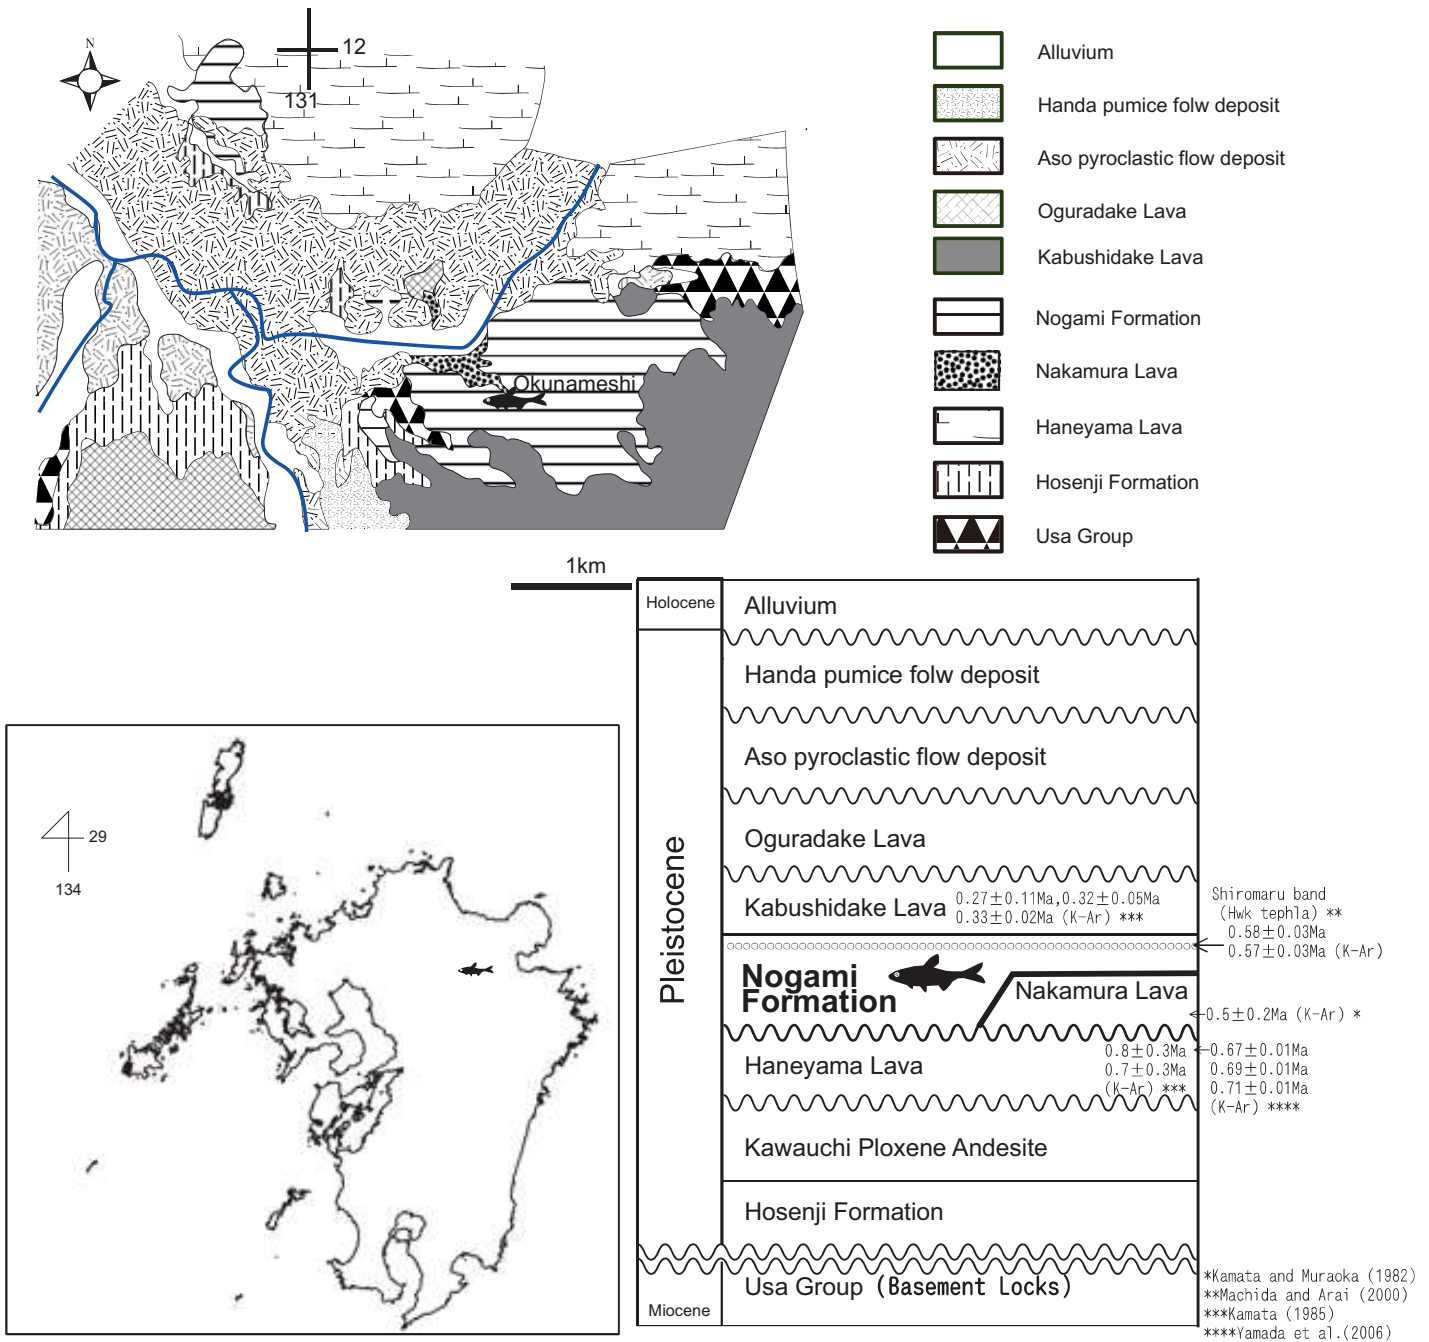 N
12
131
Okunameshi
1km
Alluvium
Handa pumice folw deposit
Aso pyroclastic flow deposit
Oguradake Lava
Kabushidake Lava
Nogami Formation
Nakamura Lava
Haneyama Lava
Hosenji Formation
Usa Group
29
134
Holocene
Pleistocene
Miocene
Alluvium
Handa pumice folw deposit
Aso pyroclastic flow deposit
Oguradake Lava
Kabushidake Lava
0.27±0.11Ma,0.32±0.05Ma
0.33±0.02Ma (K-Ar) ***
Shiromaru band
(Hwk tephla) **
0.58±0.03Ma
0.57±0.03Ma (K-Ar)
Nogami
Formation
Nakamura Lava
0.5±0.2Ma (K-Ar) *
Haneyama Lava
0.8±0.3Ma
0.7±0.3Ma
(K-Ar) ***
0.67±0.01Ma
0.69±0.01Ma
0.71±0.01Ma
(K-Ar) ****
Kawauchi Ploxene Andesite
Hosenji Formation
Usa Group (Basement Locks)
*Kamata and Muraoka (1982)
**Machida and Arai (2000)
***Kamata (1985)
****Yamada et al.(2006)